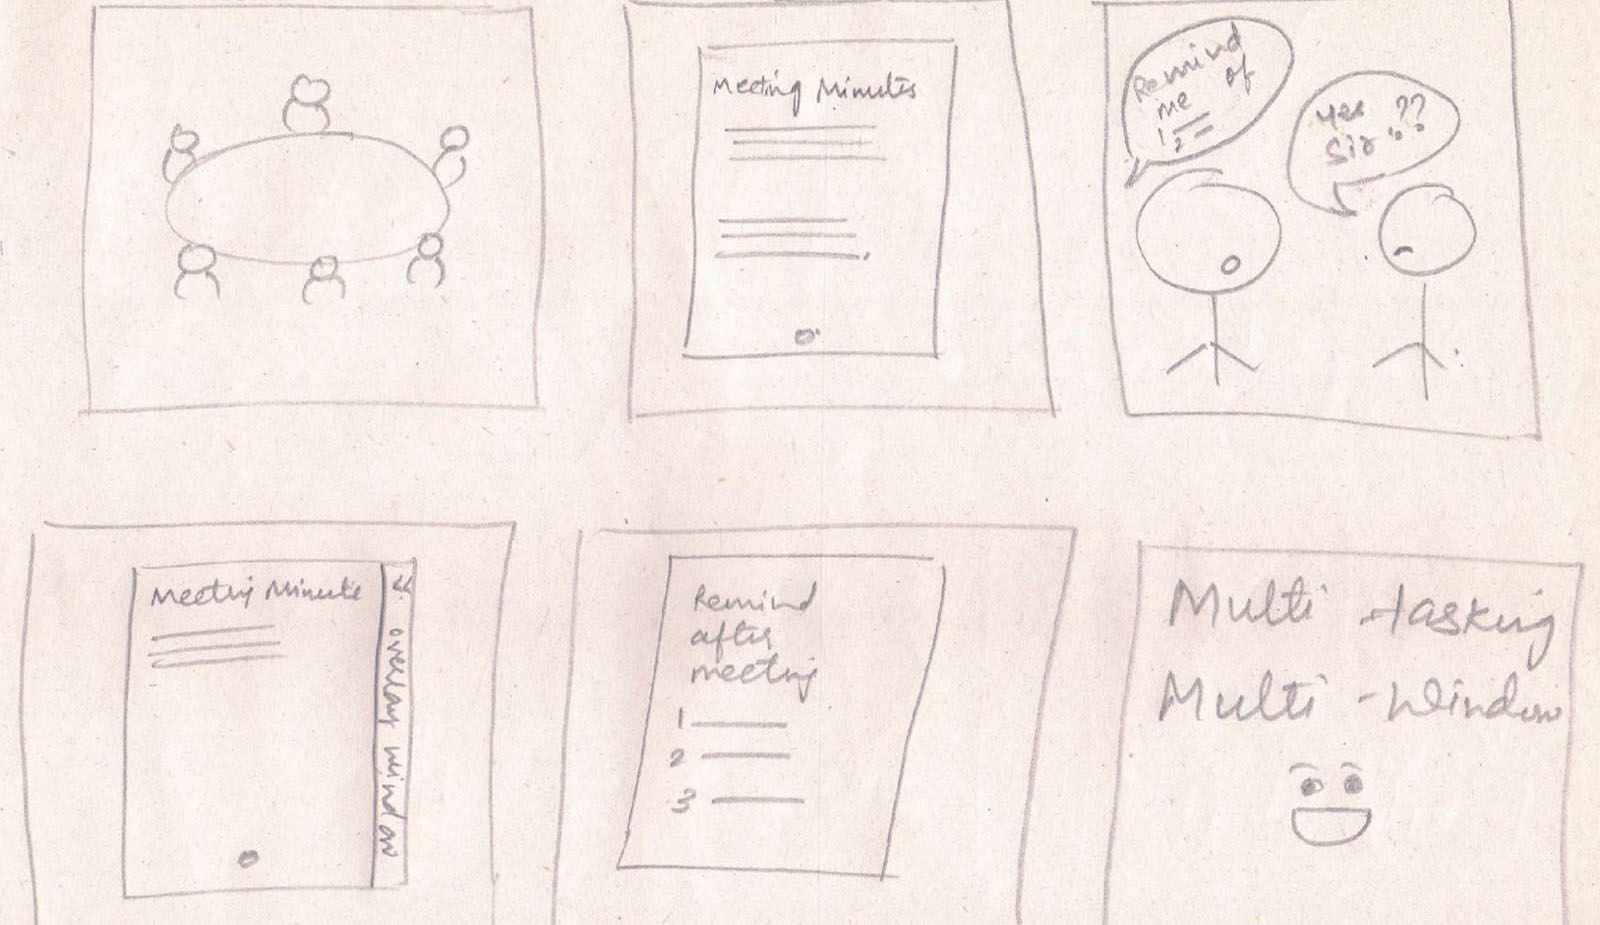 Meeting Minutes
Remind
me of
1
2
Yes ??
Sir
Meeting Minute
<<
overlay window
Remind
after
meeting
1
2
3
Multi-tasking
Multi-window